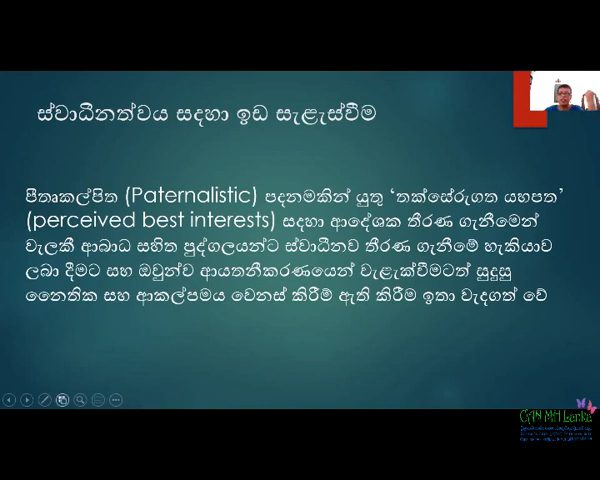 ස්වාධීනත්වය සදහා ඉඩ සැළැස්වීම
පීතෘකල්පිත (Paternalistic) පදනමකින් යුතු ‘තක්සේරුගත යහපත’
(perceived best interests) සදහා ආදේශක තීරණ ගැනීමෙන්
වැලකී ආබාධ සහිත පුද්ගලයන්ට ස්වාධීනව තීරණ ගැනීමේ හැකියාව
ලබා දීමට සහ ඔවුන්ව ආයතනීකරණයෙන් වැළැක්වීමටත් සුදුසු
නෛතික සහ ආකල්පමය වෙනස් කිරීම් ඇති කිරීම ඉතා වැදගත් වේ
CAN MH Lanka